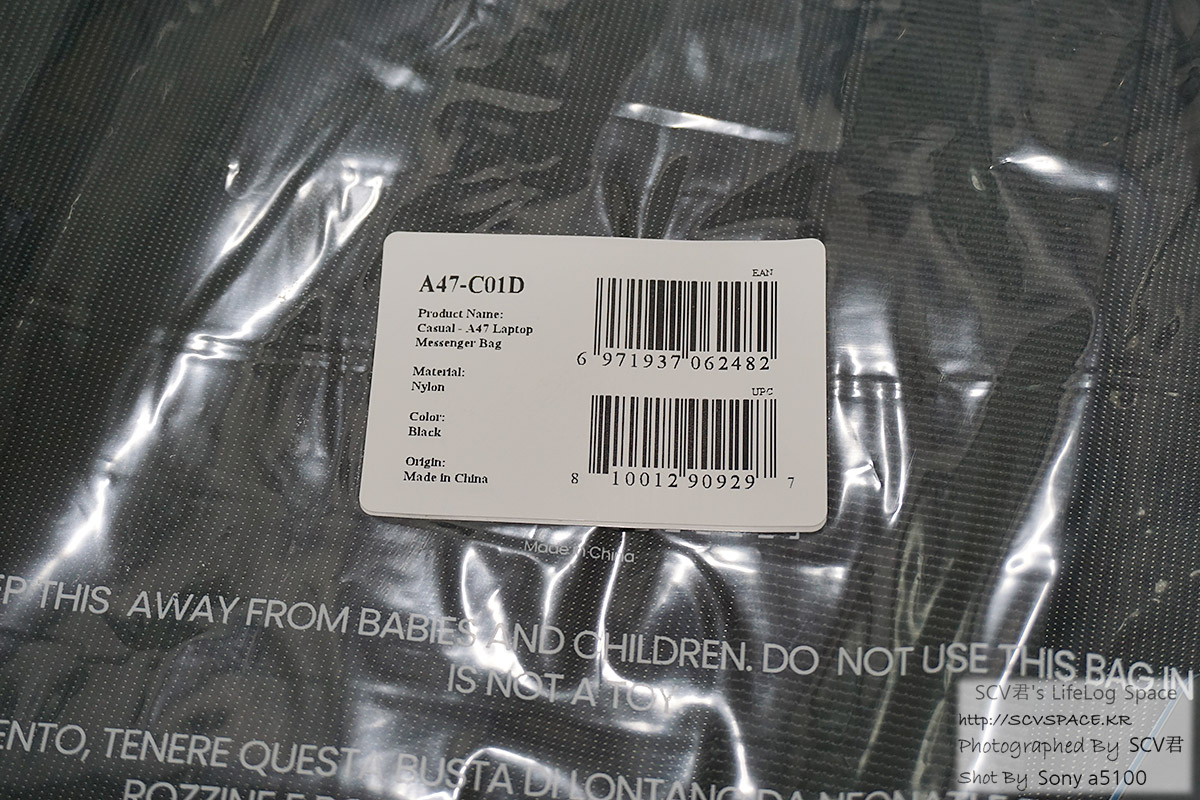 A47-C01D
Product Name:
Casual - A47 Laptop
Messenger Bag
Material:
Nylon
Color:
Black
Origin:
Made in China
EAN
6 971937 062482
UPC
8 10012 90929 7
Made in China
EP THIS AWAY FROM BABIES AND CHILDREN. DO NOT USE THIS BAG IN
IS NOT A TOY
ENTO, TENERE QUESTA BUSTA DI LONTANO DA NEONATI
SCV君's LifeLog Space
http://SCVSPACE.KR
Photographed By SCV君
Shot By Sony a5100